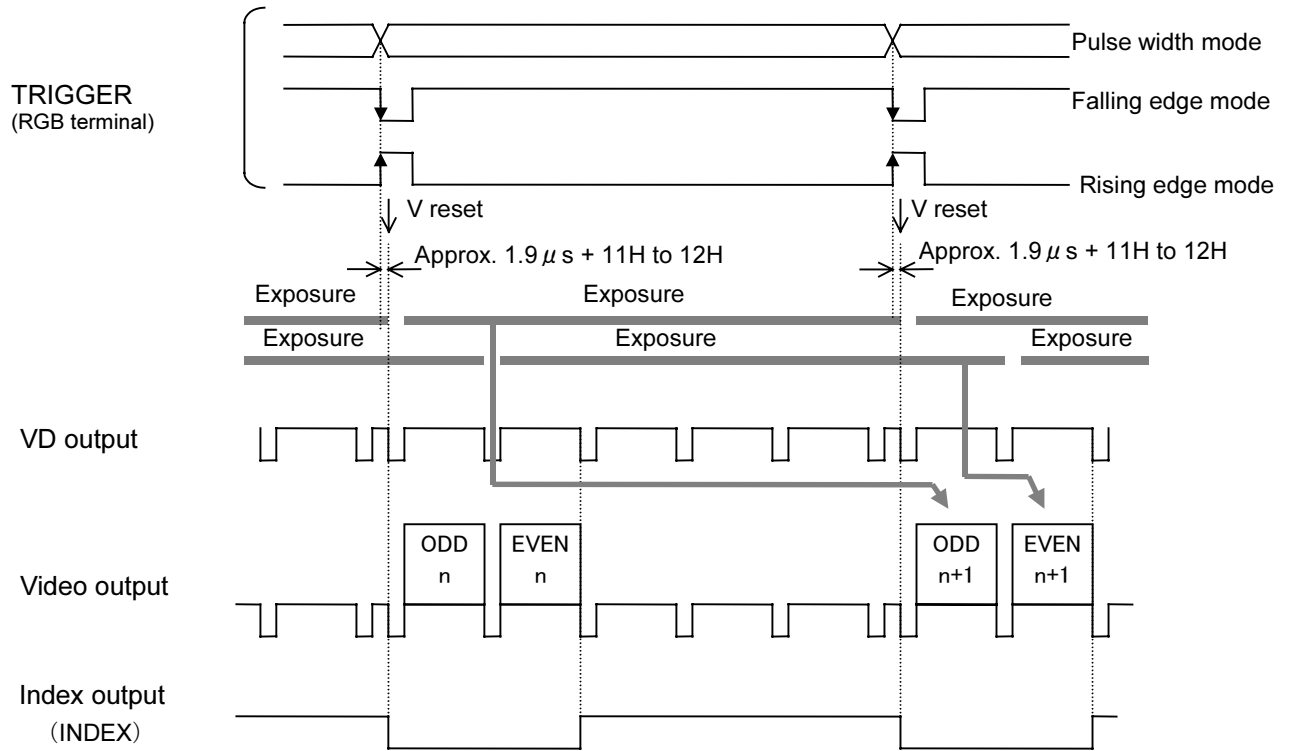 Pulse width mode
TRIGGER
(RGB terminal)
Falling edge mode
Rising edge mode
V reset
V reset
Approx. 1.9 μ s + 11H to 12H
Approx. 1.9 μ s + 11H to 12H
Exposure
Exposure
Exposure
Exposure
Exposure
Exposure
VD output
ODD
n
EVEN
n
ODD
n+1
EVEN
n+1
Video output
Index output
(INDEX)